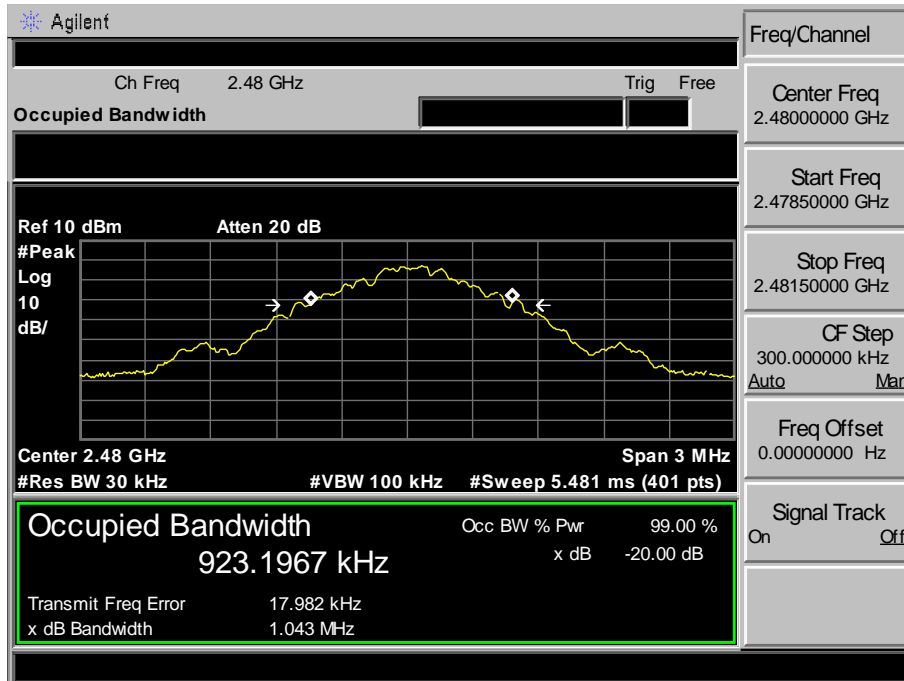 Agilent
Freq/Channel
Ch Freq 2.48 GHz Trig Free
Occupied Bandwidth
Center Freq
2.48000000 GHz
Start Freq
2.47850000 GHz
Stop Freq
2.48150000 GHz
CF Step
300.000000 kHz
Auto Man
Freq Offset
0.00000000 Hz
Signal Track
On Off
Ref 10 dBm Atten 20 dB
#Peak
Log
10
dB/
Center 2.48 GHz Span 3 MHz
#Res BW 30 kHz #VBW 100 kHz #Sweep 5.481 ms (401 pts)
Occupied Bandwidth
923.1967 kHz
Occ BW % Pwr 99.00 %
x dB -20.00 dB
Transmit Freq Error 17.982 kHz
x dB Bandwidth 1.043 MHz